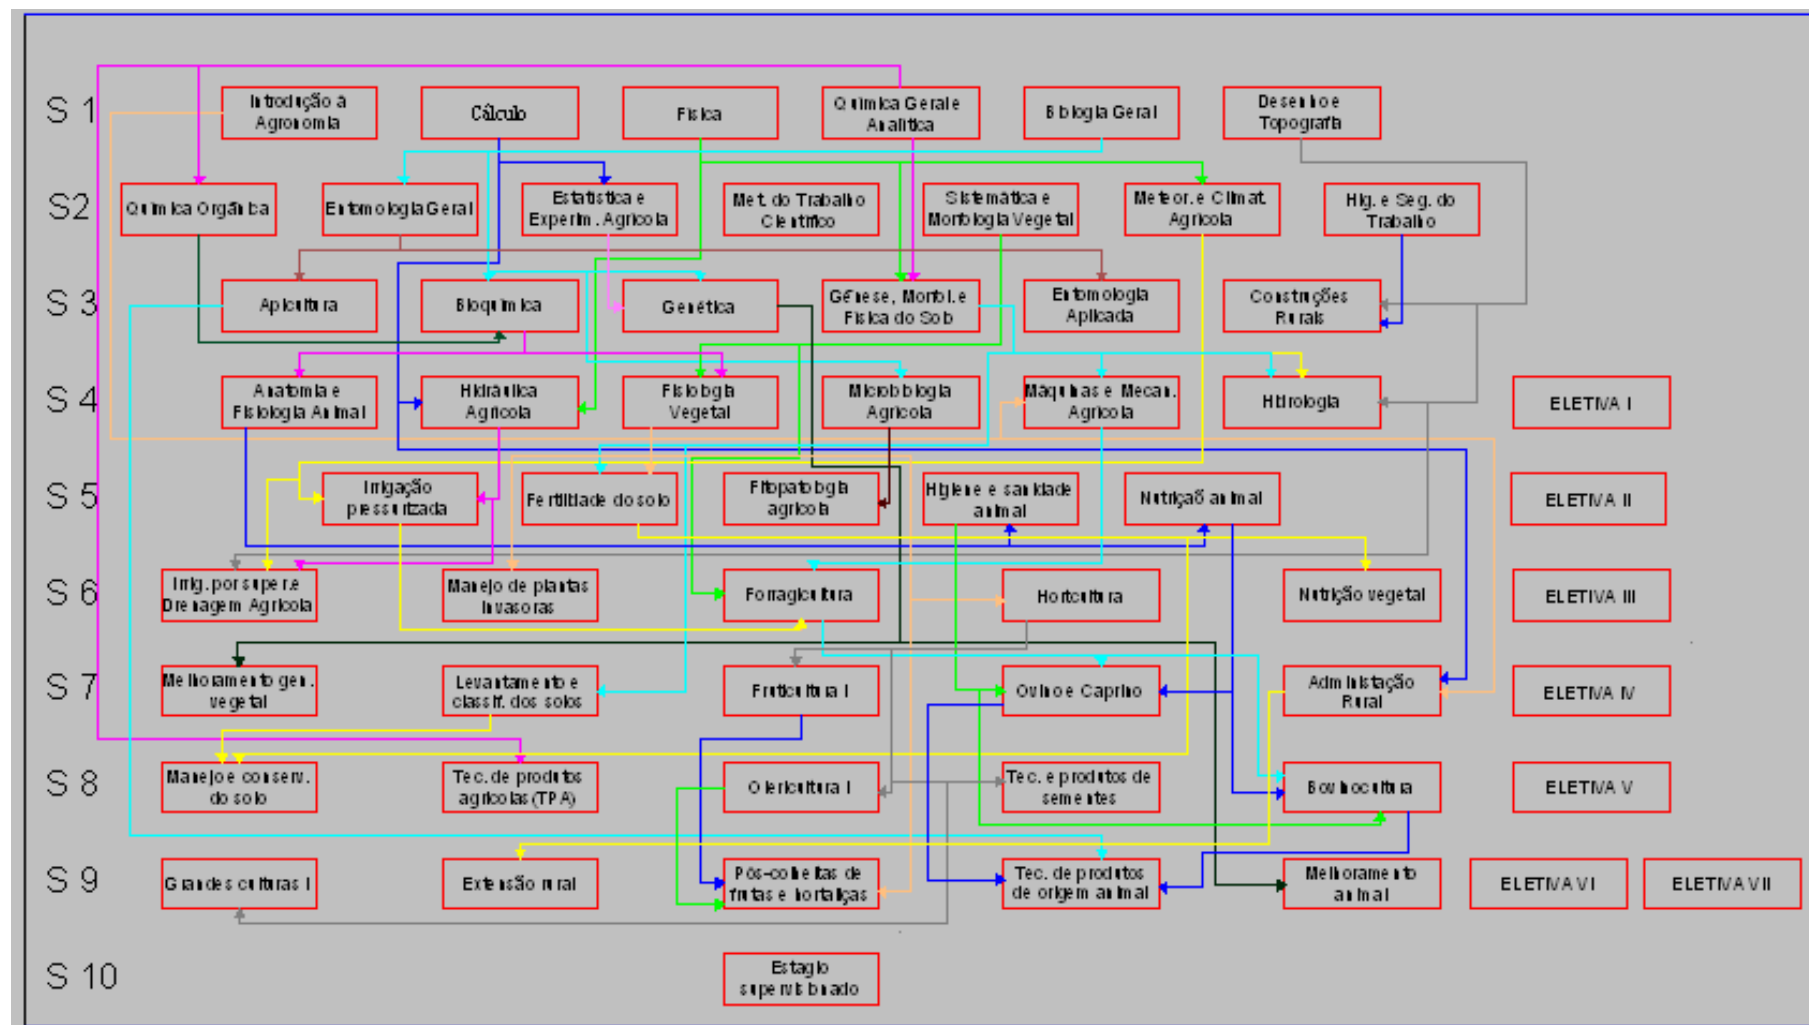 S 1
Introdução à
Agronomia
Cálculo
Física
Química Geral e
Analítica
Biologia Geral
Desenho e
Topografia
S2
Química Orgânica
Entomologia Geral
Estatística e
Experim. Agrícola
Met. do Trabalho
Científico
Sistemática e
Morfologia Vegetal
Meteor. e Climat.
Agrícola
Hig. e Seg. do
Trabalho
S 3
Apicultura
Bioquímica
Genética
Gênese, Morfol. e
Física do Solo
Entomologia
Aplicada
Construções
Rurais
S 4
Anatomia e
Fisiologia Animal
Hidráulica
Agrícola
Fisiologia
Vegetal
Microbiologia
Agrícola
Máquinas e Mecan.
Agrícola
Hidrologia
ELETIVA I
S 5
Irrigação
pressurizada
Fertilidade do solo
Fitopatologia
agrícola
Higiene e sanidade
animal
Nutrição animal
ELETIVA II
S 6
Irrig. por super. e
Drenagem Agrícola
Manejo de plantas
Invasoras
Forragicultura
Horticultura
Nutrição vegetal
ELETIVA III
S 7
Melhoramento gen.
vegetal
Levantamento e
classif. dos solos
Fruticultura I
Ovino e Caprino
Administação
Rural
ELETIVA IV
S 8
Manejo e conserv.
do solo
Tec. de produtos
agrícolas (TPA)
Olericultura I
Tec. e produtos de
sementes
Bovinocultura
ELETIVA V
S 9
Grandes culturas I
Extensão rural
Pós-colheitas de
frutas e hortaliças
Tec. de produtos
de origem animal
Melhoramento
animal
ELETIVA VI
ELETIVA VII
S 10
Estagio
supervisionado